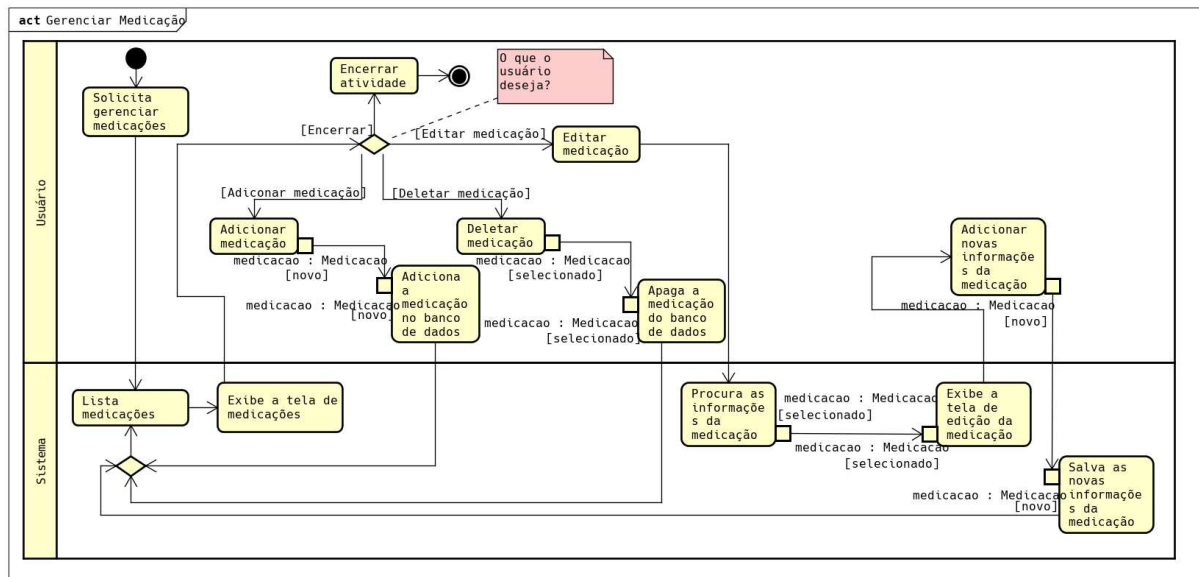 act Gerenciar Medicação
Usuário
Solicita
gerenciar
medicações
Encerrar
atividade
O que o
usuário
deseja?
[Encerrar]
[Editar medicação]
Editar
medicação
[Adiconar medicação]
[Deletar medicação]
Adicionar
medicação
medicacao : Medicacao
[novo]
medicacao : Medicacao
[novo]
Adiciona
a
medicação
no banco
de dados
Deletar
medicação
medicacao : Medicacao
[selecionado]
medicacao : Medicacao
[selecionado]
Apaga a
medicação
do banco
de dados
Adicionar
novas
informaçõe
s da
medicação
medicacao : Medicacao
[novo]
Sistema
Lista
medicações
Exibe a tela de
medicações
Procura as
informaçõe
s da
medicação
medicacao : Medicacao
[selecionado]
medicacao : Medicacao
[selecionado]
Exibe a
tela de
edição da
medicação
medicacao : Medicacao
[novo]
Salva as
novas
informaçõe
s da
medicação